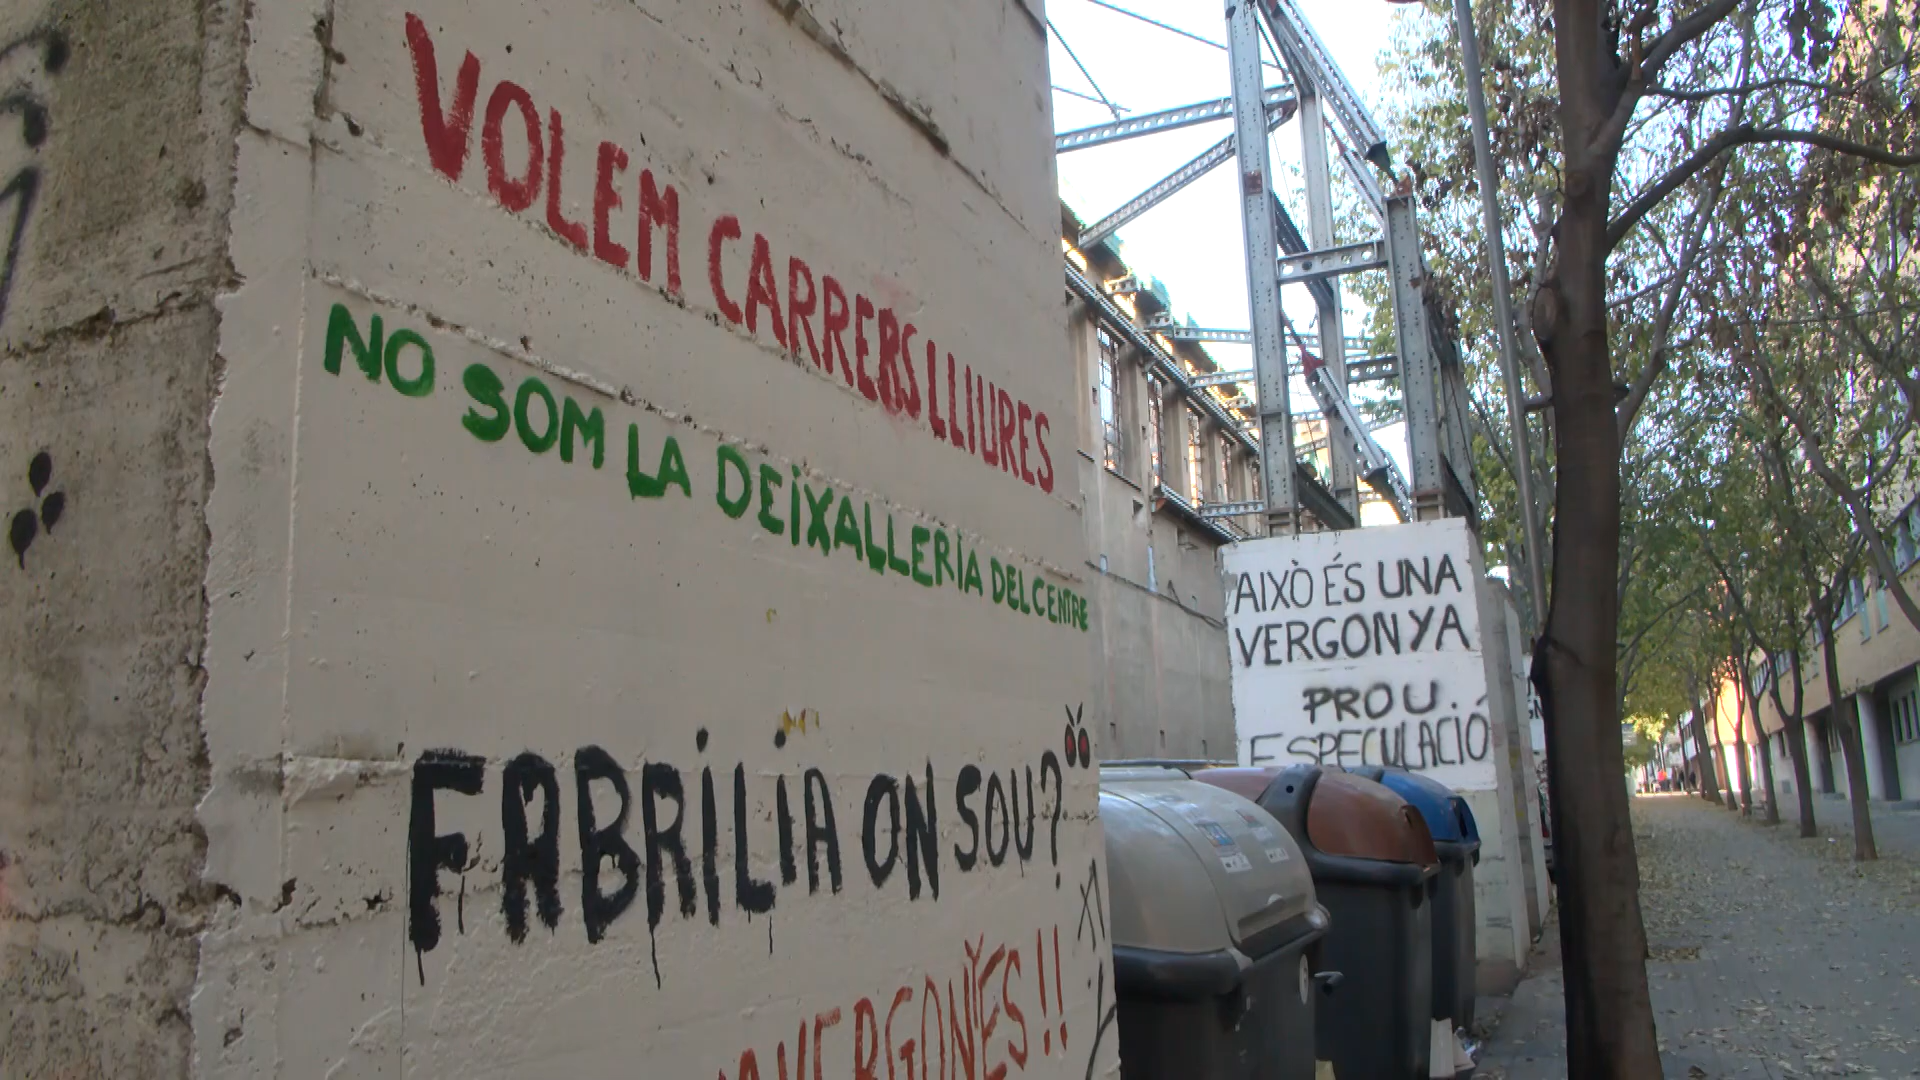 VOLEM CARRERS LLIURES
NO SOM LA DEIXALLERIA DEL CENTRE
FABRILIA ON SOU?
AIXÒ ÉS UNA
VERGONYA
PROU
ESPECULACIÓ